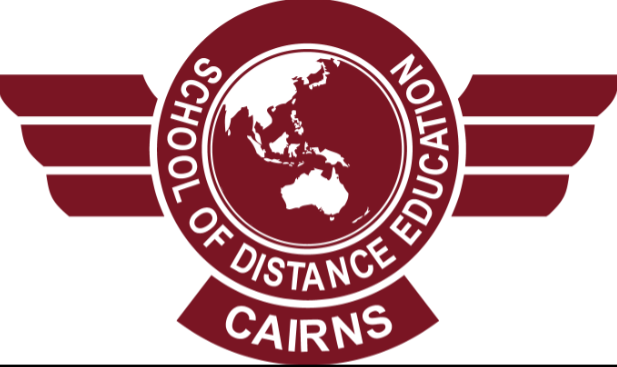 SCHOOL OF DISTANCE EDUCATION
CAIRNS